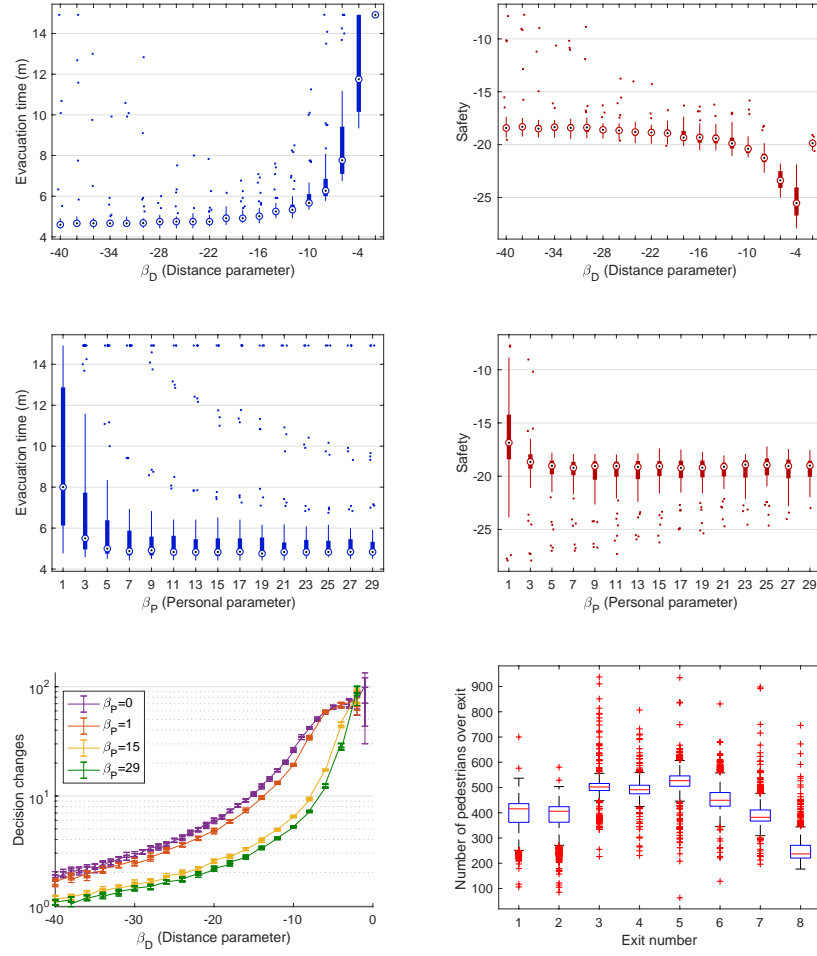 Evacuation time (m)
14
12
10
8
6
4
-40 -34 -28 -22 -16 -10 -4
β_D (Distance parameter)
Safety
-10
-15
-20
-25
-40 -34 -28 -22 -16 -10 -4
β_D (Distance parameter)
Evacuation time (m)
14
12
10
8
6
4
1 3 5 7 9 11 13 15 17 19 21 23 25 27 29
β_P (Personal parameter)
Safety
-10
-15
-20
-25
1 3 5 7 9 11 13 15 17 19 21 23 25 27 29
β_P (Personal parameter)
Decision changes
10^2
10^1
10^0
β_P=0
β_P=1
β_P=15
β_P=29
-40 -30 -20 -10 0
β_D (Distance parameter)
Number of pedestrians over exit
900
800
700
600
500
400
300
200
100
1 2 3 4 5 6 7 8
Exit number